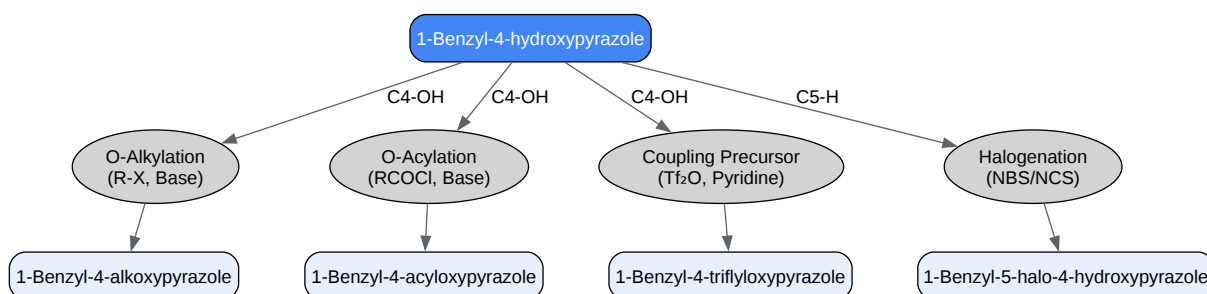 1-Benzyl-4-hydroxypyrazole
C4-OH
C4-OH
C4-OH
C5-H
O-Alkylation
(R-X, Base)
O-Acylation
(RCOCl, Base)
Coupling Precursor
(Tf₂O, Pyridine)
Halogenation
(NBS/NCS)
1-Benzyl-4-alkoxypyrazole
1-Benzyl-4-acyloxypyrazole
1-Benzyl-4-triflyloxypyrazole
1-Benzyl-5-halo-4-hydroxypyrazole